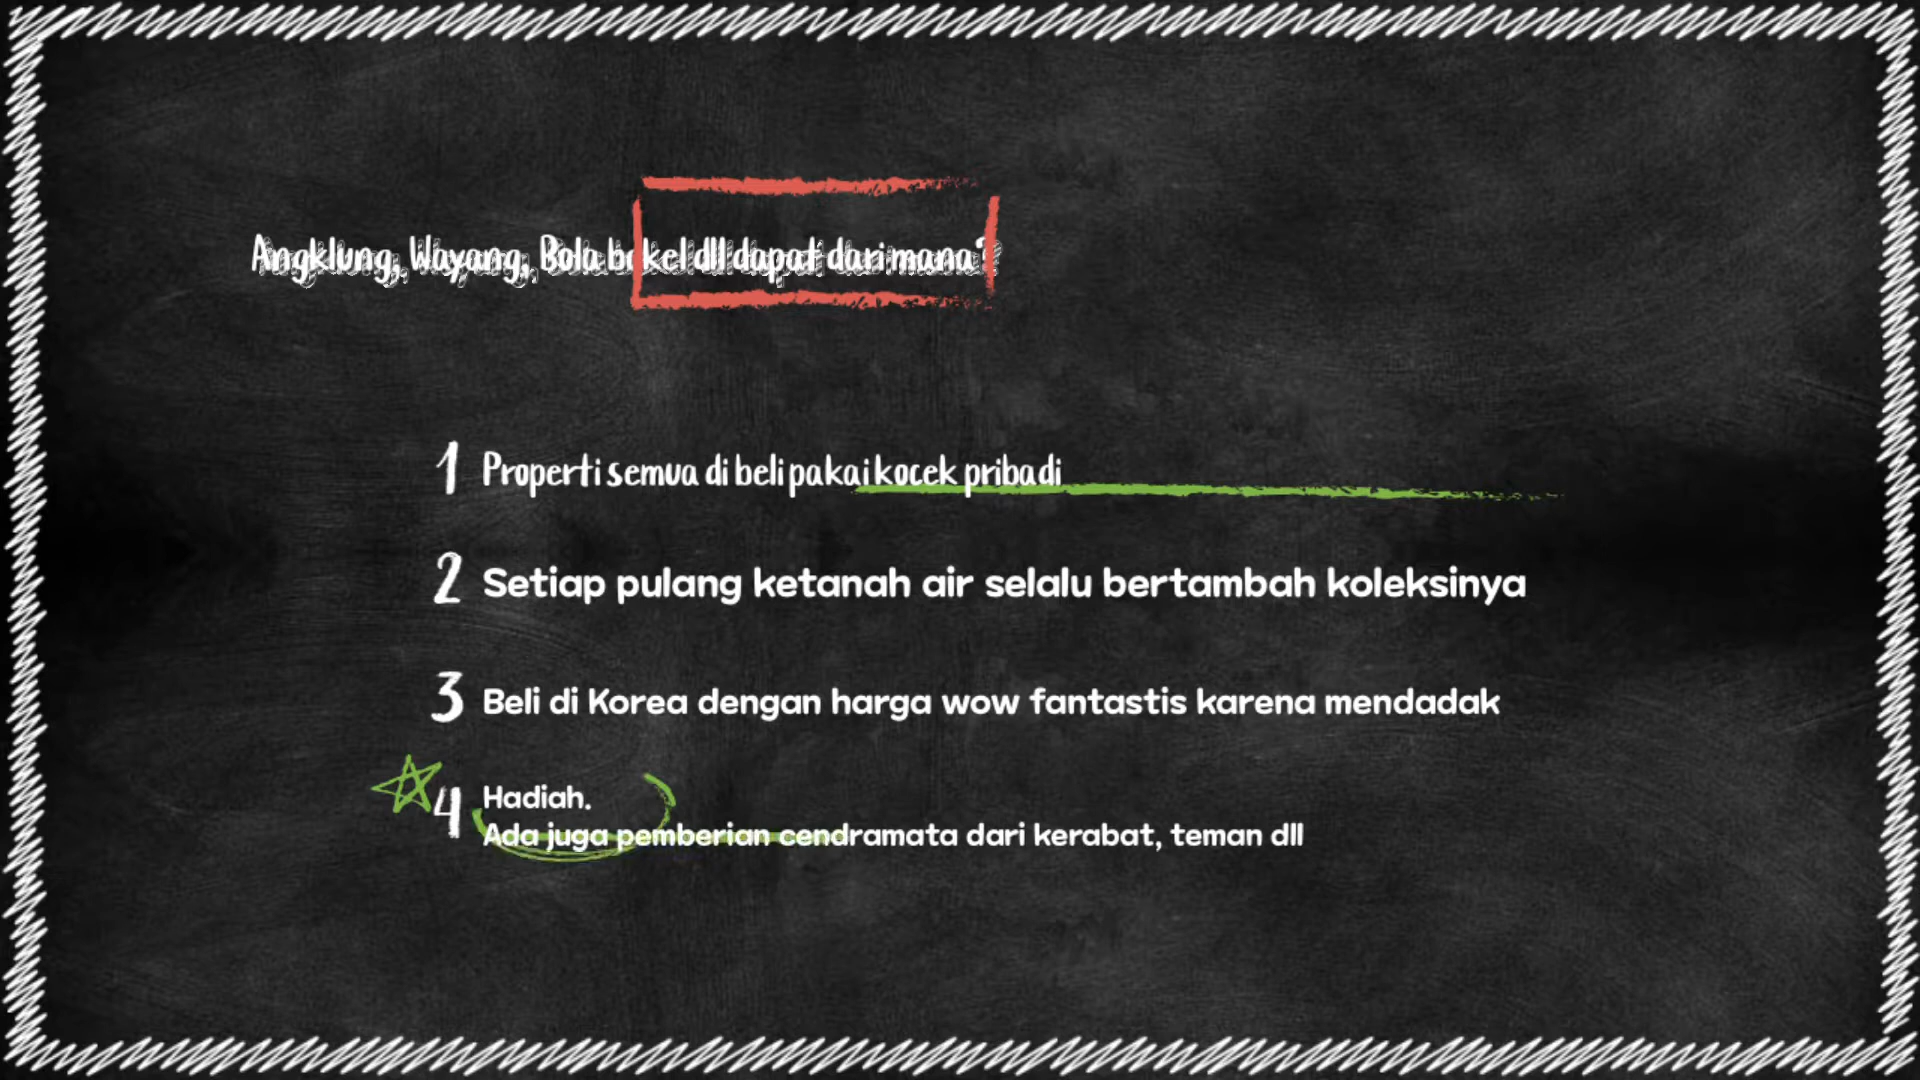 Angklung, Wayang, Bola bekel dll dapat dari mana?
1 Properti semua di beli pakai kocek pribadi
2 Setiap pulang ketanah air selalu bertambah koleksinya
3 Beli di Korea dengan harga wow fantastis karena mendadak
4 Hadiah.
Ada juga pemberian cendramata dari kerabat, teman dll